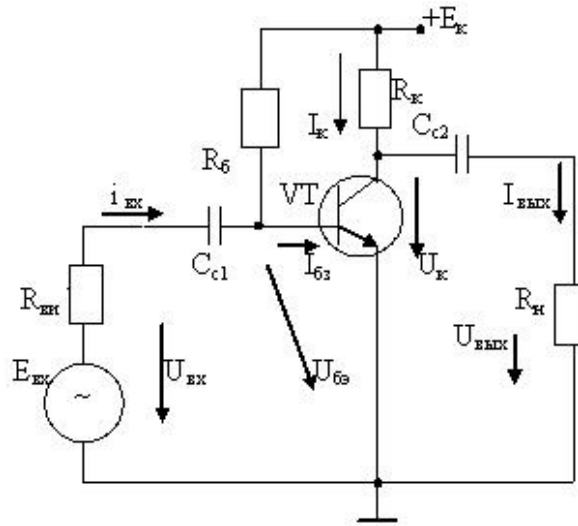 +Eк
Rк
Iк
Cс2
Rб
VT
iвх
Iвых
Cс1
Iбэ
Uк
Rвн
Rн
Uвых
Eвх
~
Uвх
Uбэ